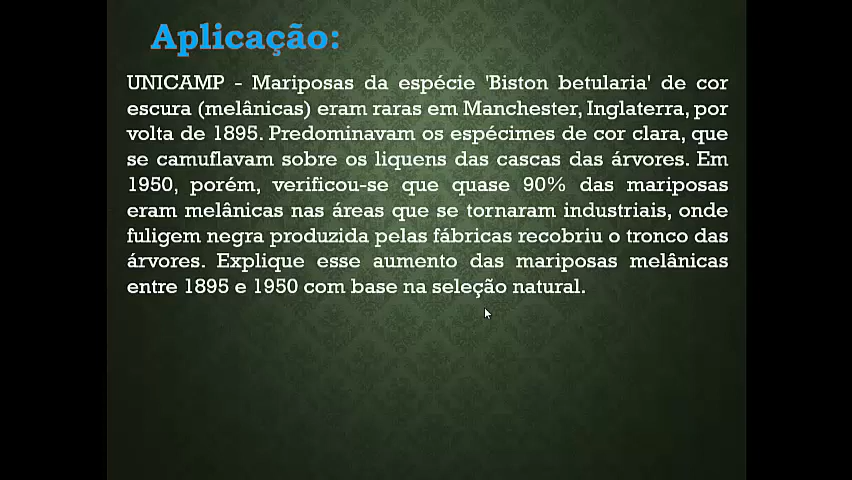 Aplicação:
UNICAMP - Mariposas da espécie 'Biston betularia' de cor
escura (melânicas) eram raras em Manchester, Inglaterra, por
volta de 1895. Predominavam os espécimes de cor clara, que
se camuflavam sobre os liquens das cascas das árvores. Em
1950, porém, verificou-se que quase 90% das mariposas
eram melânicas nas áreas que se tornaram industriais, onde
fuligem negra produzida pelas fábricas recobriu o tronco das
árvores. Explique esse aumento das mariposas melânicas
entre 1895 e 1950 com base na seleção natural.